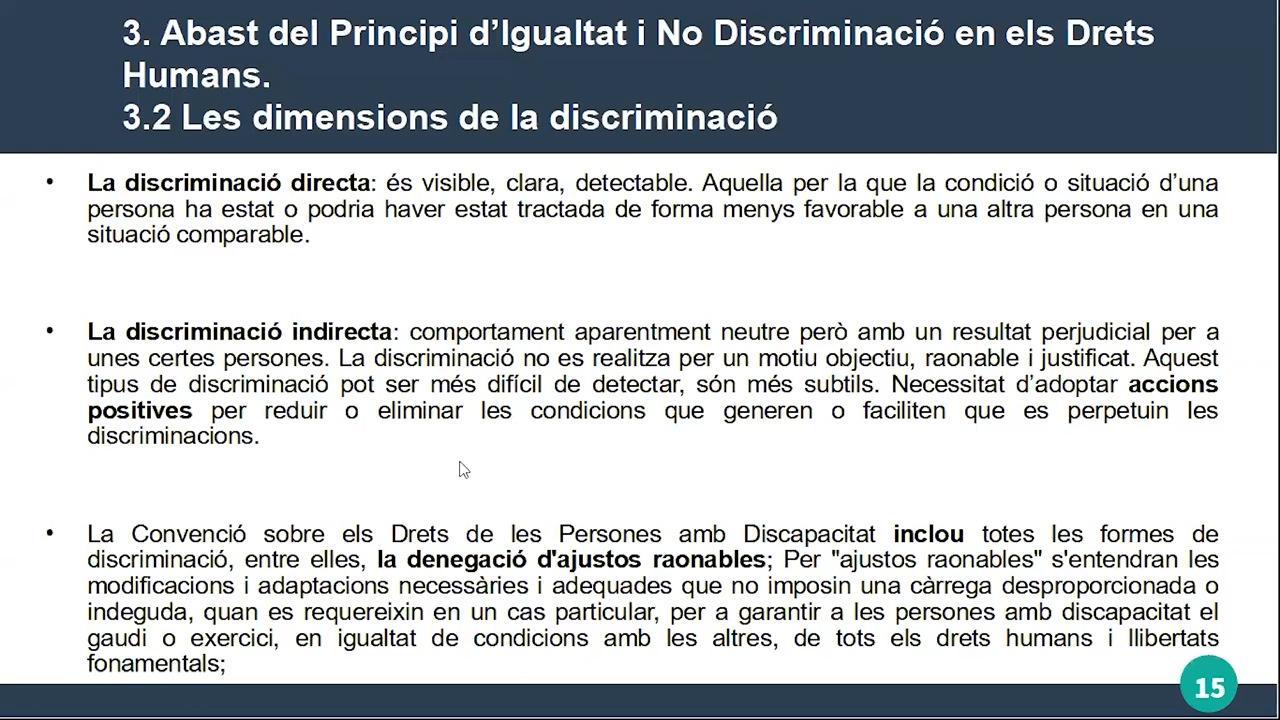 3. Abast del Principi d’Igualtat i No Discriminació en els Drets
Humans.
3.2 Les dimensions de la discriminació
• La discriminació directa: és visible, clara, detectable. Aquella per la que la condició o situació d’una
persona ha estat o podria haver estat tractada de forma menys favorable a una altra persona en una
situació comparable.
• La discriminació indirecta: comportament aparentment neutre però amb un resultat perjudicial per a
unes certes persones. La discriminació no es realitza per un motiu objectiu, raonable i justificat. Aquest
tipus de discriminació pot ser més difícil de detectar, són més subtils. Necessitat d’adoptar accions
positives per reduir o eliminar les condicions que generen o faciliten que es perpetuin les
discriminacions.
• La Convenció sobre els Drets de les Persones amb Discapacitat inclou totes les formes de
discriminació, entre elles, la denegació d'ajustos raonables; Per "ajustos raonables" s'entendran les
modificacions i adaptacions necessàries i adequades que no imposin una càrrega desproporcionada o
indeguda, quan es requereixin en un cas particular, per a garantir a les persones amb discapacitat el
gaudi o exercici, en igualtat de condicions amb les altres, de tots els drets humans i llibertats
fonamentals;
15